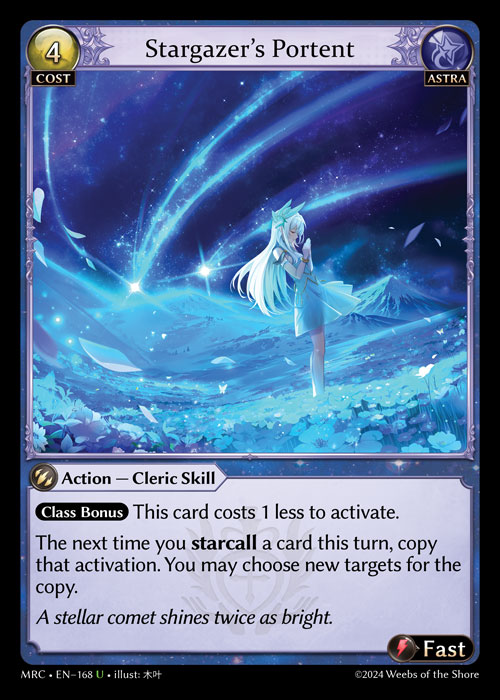 4
COST
Stargazer's Portent
ASTRA
Action — Cleric Skill
Class Bonus This card costs 1 less to activate.
The next time you starcall a card this turn, copy
that activation. You may choose new targets for the
copy.
A stellar comet shines twice as bright.
Fast
MRC • EN–168 U • illust: 木叶
©2024 Weebs of the Shore